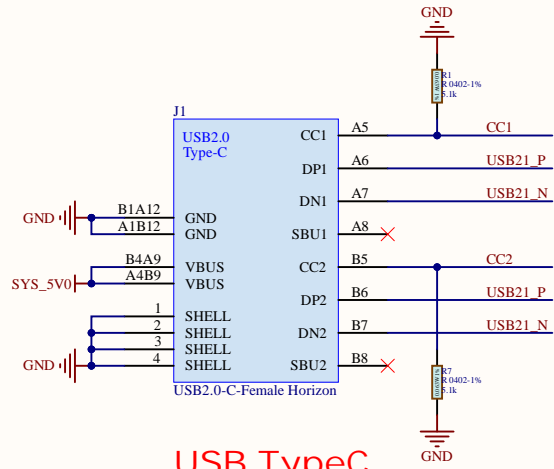 GND
R1
R 0402-1%
5.1k
J1
USB2.0
Type-C
CC1
A5
CC1
DP1
A6
USB21_P
DN1
A7
USB21_N
SBU1
A8
CC2
B5
CC2
DP2
B6
USB21_P
DN2
B7
USB21_N
SBU2
B8
GND
B1A12
GND
A1B12
GND
SYS_5V0
B4A9
VBUS
A4B9
VBUS
GND
1
SHELL
2
SHELL
3
SHELL
4
SHELL
R7
R 0402-1%
5.1k
GND
USB2.0-C-Female Horizon
USB TypeC